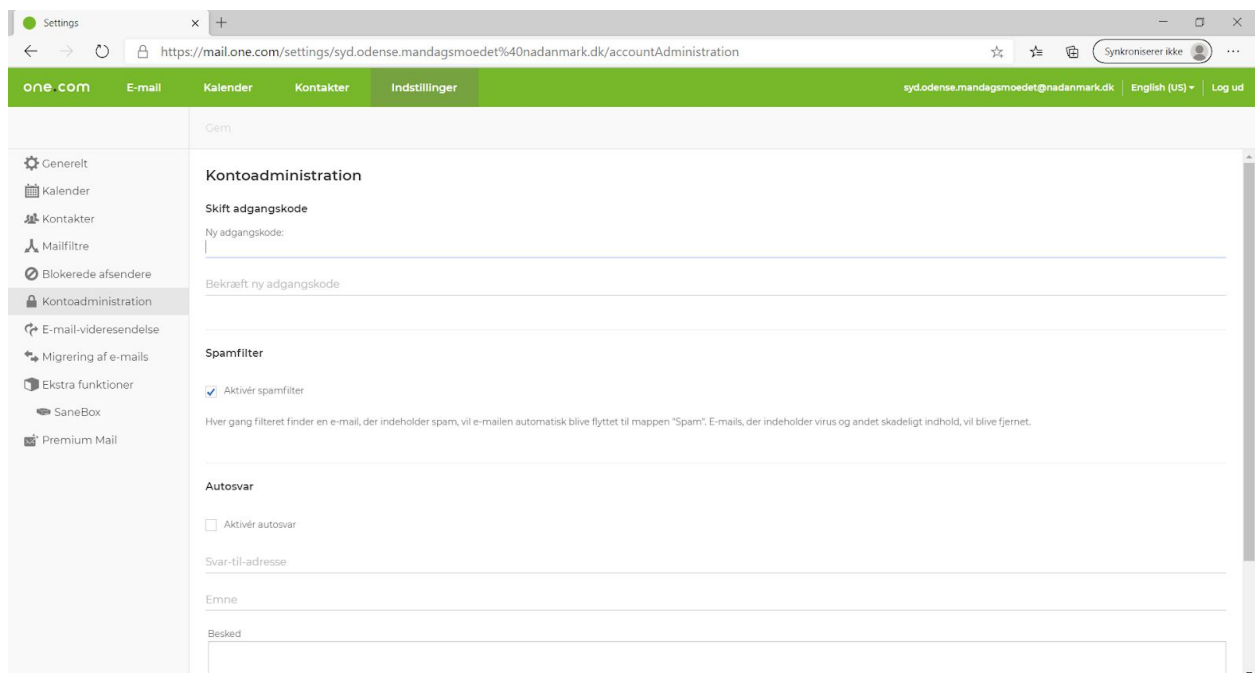 Settings
https://mail.one.com/settings/syd.odense.mandagsmoedet%40nadanmark.dk/accountAdministration
Synkroniserer ikke
one.com E-mail Kalender Kontakter Indstillinger syd.odense.mandagsmoedet@nadanmark.dk English (US) Log ud
Gem
Generelt
Kalender
Kontakter
Mailfiltre
Blokerede afsendere
Kontoadministration
E-mail-videresendelse
Migrering af e-mails
Ekstra funktioner
SaneBox
Premium Mail
Kontoadministration
Skift adgangskode
Ny adgangskode:
Bekræft ny adgangskode
Spamfilter
Aktivér spamfilter
Hver gang filteret finder en e-mail, der indeholder spam, vil e-mailen automatisk blive flyttet til mappen "Spam". E-mails, der indeholder virus og andet skadeligt indhold, vil blive fjernet.
Autosvar
Aktivér autosvar
Svar-til-adresse
Emne
Besked